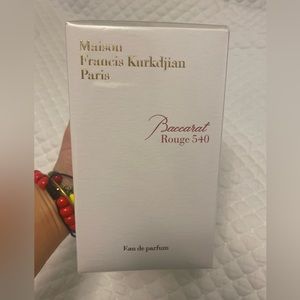 Maison
Francis Kurkdjian
Paris
Baccarat
Rouge 540
Eau de parfum